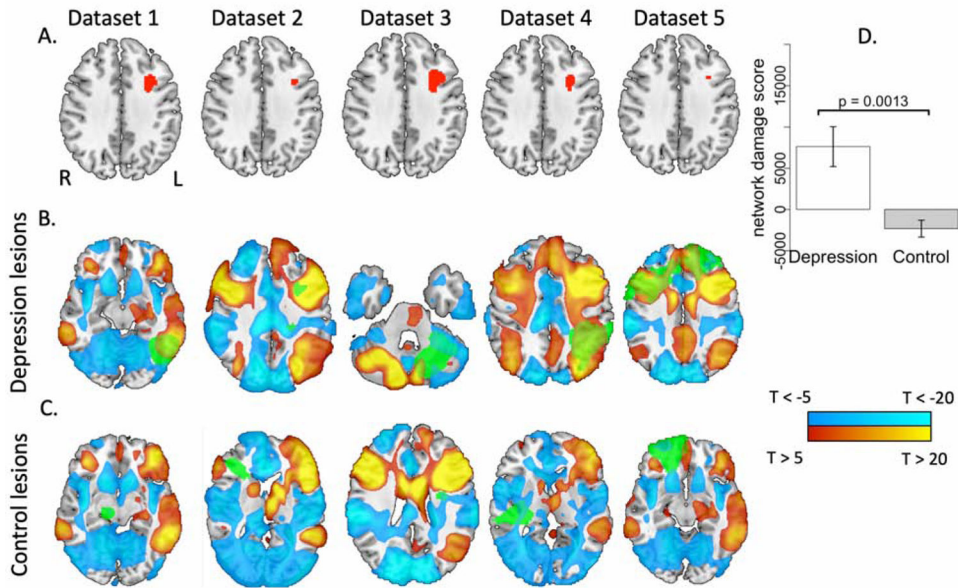 Dataset 1 Dataset 2 Dataset 3 Dataset 4 Dataset 5
A.
D.
R L
network damage score
15000
5000
0
-5000
p = 0.0013
Depression Control
B.
Depression lesions
C.
Control lesions
T < -5 T < -20
T > 5 T > 20